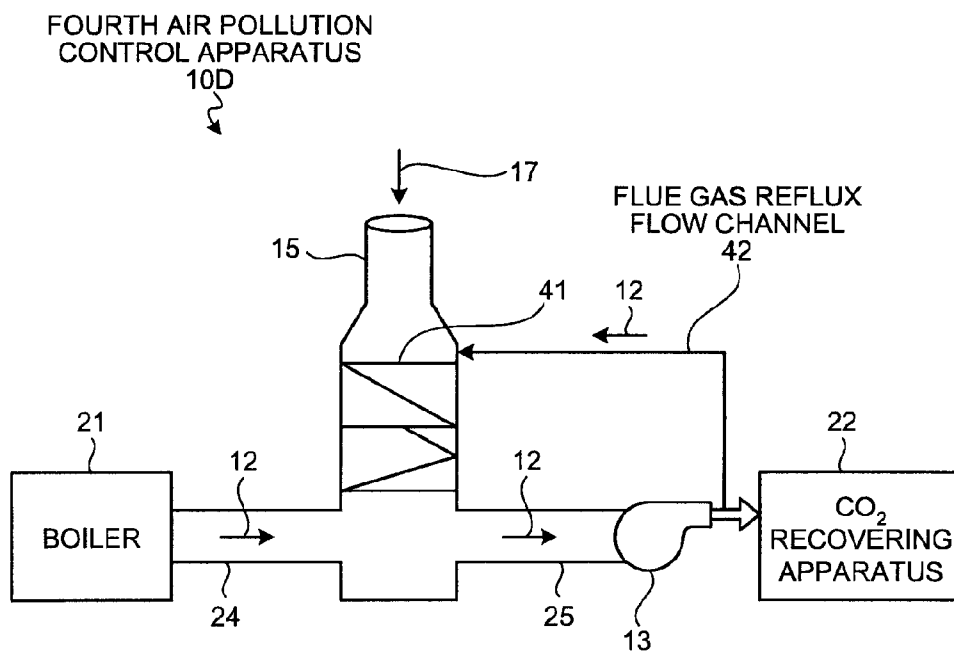 FOURTH AIR POLLUTION
CONTROL APPARATUS
10D
17
FLUE GAS REFLUX
FLOW CHANNEL
42
15
41
12
21
12
12
22
BOILER
CO₂
RECOVERING
APPARATUS
24
25
13